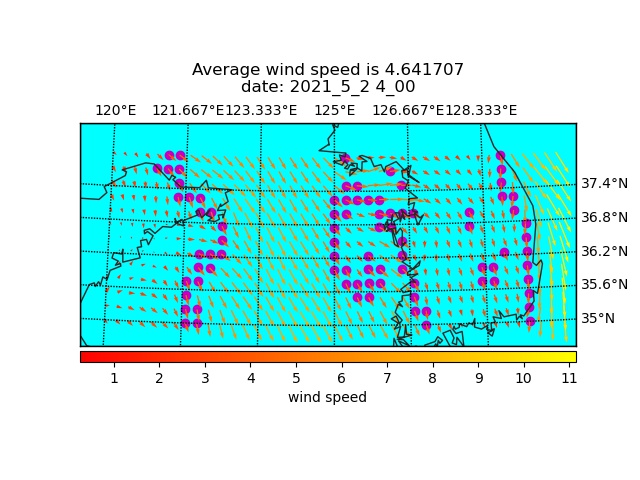 Average wind speed is 4.641707
date: 2021_5_2 4_00
120°E 121.667°E 123.333°E 125°E 126.667°E 128.333°E
37.4°N
36.8°N
36.2°N
35.6°N
35°N
1 2 3 4 5 6 7 8 9 10 11
wind speed